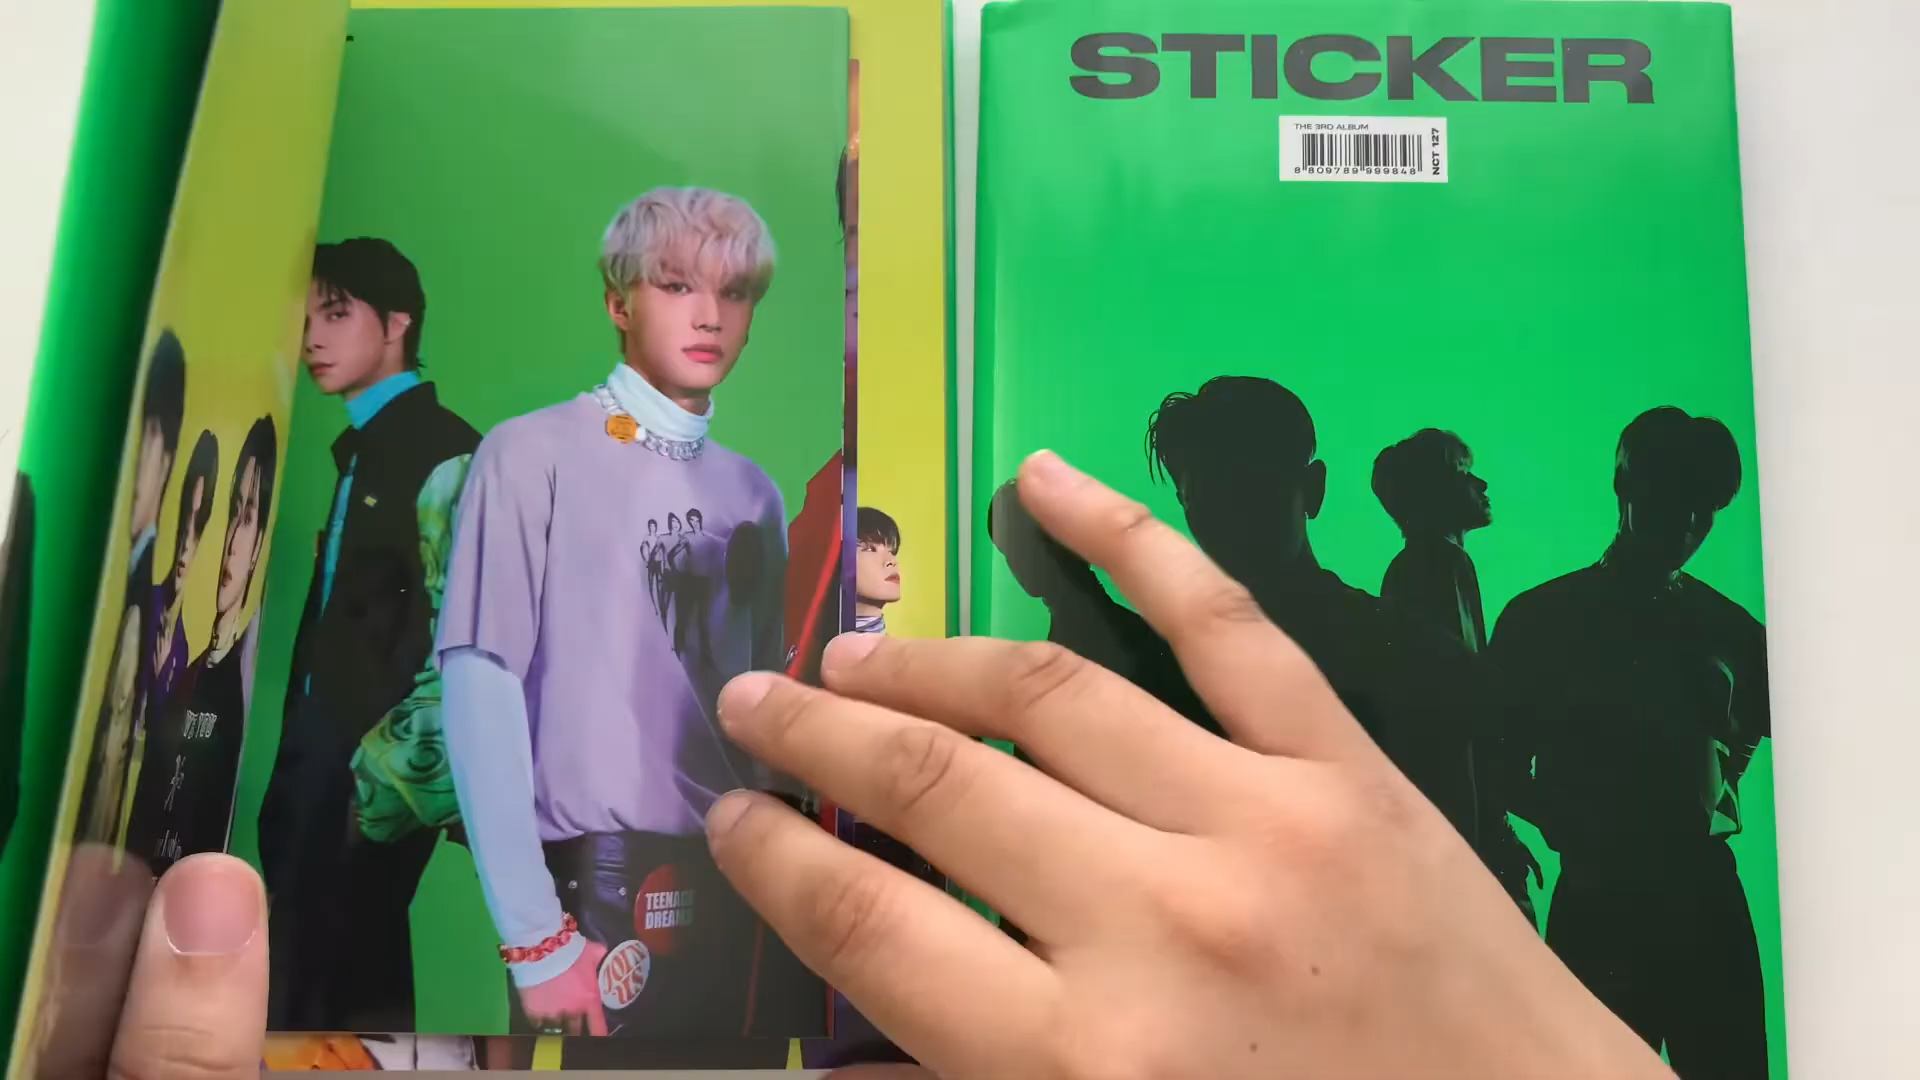 STICKER
THE 3RD ALBUM
NCT 127
8 809789 999848
TEENAGE
DREAMS
JOIN
US